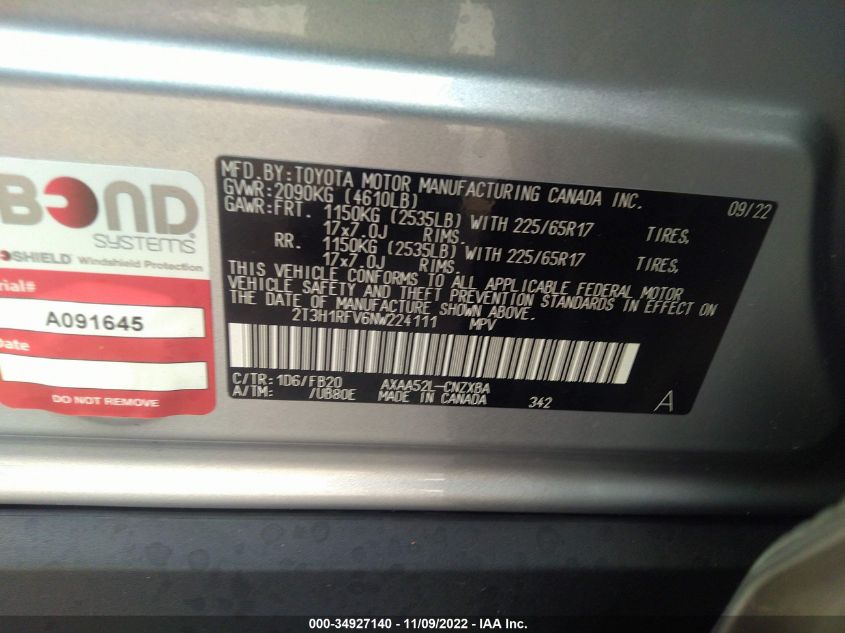 BOND
SYSTEMS®
SHIELD® Windshield Protection
rial#
A091645
Date
DO NOT REMOVE
MFD.BY:TOYOTA MOTOR MANUFACTURING CANADA INC.
09/22
GVWR:2090KG (4610LB)
GAWR:FRT. 1150KG (2535LB) WITH 225/65R17 TIRES,
17x7.0J RIMS.
RR. 1150KG (2535LB) WITH 225/65R17 TIRES,
17x7.0J RIMS.
THIS VEHICLE CONFORMS TO ALL APPLICABLE FEDERAL MOTOR
VEHICLE SAFETY AND THEFT PREVENTION STANDARDS IN EFFECT ON
THE DATE OF MANUFACTURE SHOWN ABOVE.
2T3H1RFV6NW224111 MPV
C/TR:1D6/FB20 AXAA52L-CNZXBA
A/TM: /UB80E MADE IN CANADA 342 A
000-34927140 - 11/09/2022 - IAA Inc.